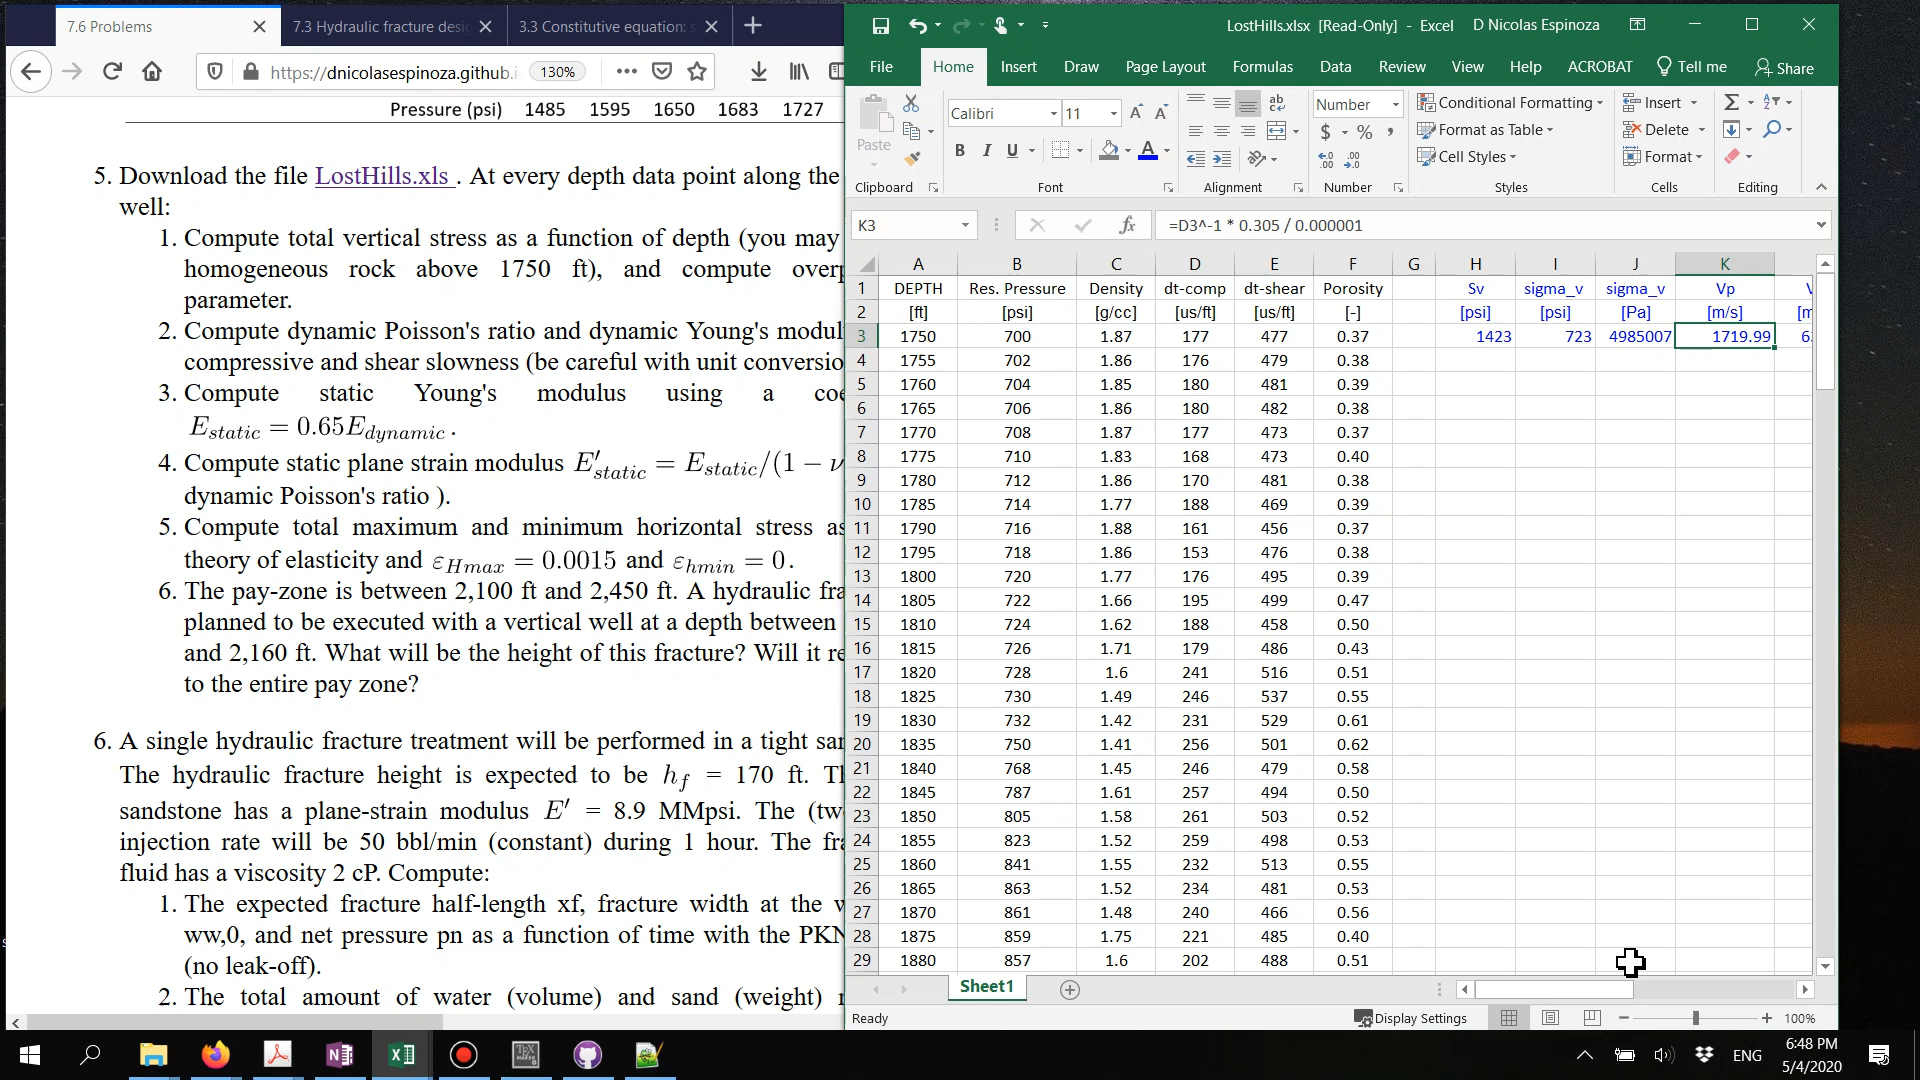 7.6 Problems
7.3 Hydraulic fracture desig
3.3 Constitutive equation: s
https://dnicolasespinoza.github.i
130%
Pressure (psi) 1485 1595 1650 1683 1727
5. Download the file LostHills.xls . At every depth data point along the
well:
1. Compute total vertical stress as a function of depth (you may
homogeneous rock above 1750 ft), and compute overp
parameter.
2. Compute dynamic Poisson's ratio and dynamic Young's modul
compressive and shear slowness (be careful with unit conversio
3. Compute static Young's modulus using a coe
E_static = 0.65E_dynamic .
4. Compute static plane strain modulus E'_static = E_static/(1 − ν
dynamic Poisson's ratio ).
5. Compute total maximum and minimum horizontal stress as
theory of elasticity and ε_Hmax = 0.0015 and ε_hmin = 0.
6. The pay-zone is between 2,100 ft and 2,450 ft. A hydraulic fra
planned to be executed with a vertical well at a depth between
and 2,160 ft. What will be the height of this fracture? Will it re
to the entire pay zone?
6. A single hydraulic fracture treatment will be performed in a tight sar
The hydraulic fracture height is expected to be h_f = 170 ft. Th
sandstone has a plane-strain modulus E' = 8.9 MMpsi. The (tw
injection rate will be 50 bbl/min (constant) during 1 hour. The fra
fluid has a viscosity 2 cP. Compute:
1. The expected fracture half-length xf, fracture width at the w
ww,0, and net pressure pn as a function of time with the PKN
(no leak-off).
2. The total amount of water (volume) and sand (weight) r
LostHills.xlsx [Read-Only] - Excel
D Nicolas Espinoza
File Home Insert Draw Page Layout Formulas Data Review View Help ACROBAT Tell me Share
Paste
Calibri 11
Number
Conditional Formatting
Format as Table
Cell Styles
Insert
Delete
Format
Clipboard Font Alignment Number Styles Cells Editing
K3
=D3^-1 * 0.305 / 0.000001
A B C D E F G H I J K
1 DEPTH Res. Pressure Density dt-comp dt-shear Porosity Sv sigma_v sigma_v Vp V
2 [ft] [psi] [g/cc] [us/ft] [us/ft] [-] [psi] [psi] [Pa] [m/s] [m
3 1750 700 1.87 177 477 0.37 1423 723 4985007 1719.99 6
4 1755 702 1.86 176 479 0.38
5 1760 704 1.85 180 481 0.39
6 1765 706 1.86 180 482 0.38
7 1770 708 1.87 177 473 0.37
8 1775 710 1.83 168 473 0.40
9 1780 712 1.86 170 481 0.38
10 1785 714 1.77 188 469 0.39
11 1790 716 1.88 161 456 0.37
12 1795 718 1.86 153 476 0.38
13 1800 720 1.77 176 495 0.39
14 1805 722 1.66 195 499 0.47
15 1810 724 1.62 188 458 0.50
16 1815 726 1.71 179 486 0.43
17 1820 728 1.6 241 516 0.51
18 1825 730 1.49 246 537 0.55
19 1830 732 1.42 231 529 0.61
20 1835 750 1.41 256 501 0.62
21 1840 768 1.45 246 479 0.58
22 1845 787 1.61 257 494 0.50
23 1850 805 1.58 261 503 0.52
24 1855 823 1.52 259 498 0.53
25 1860 841 1.55 232 513 0.55
26 1865 863 1.52 234 481 0.53
27 1870 861 1.48 240 466 0.56
28 1875 859 1.75 221 485 0.40
29 1880 857 1.6 202 488 0.51
Sheet1
Ready
Display Settings
100%
ENG
6:48 PM
5/4/2020